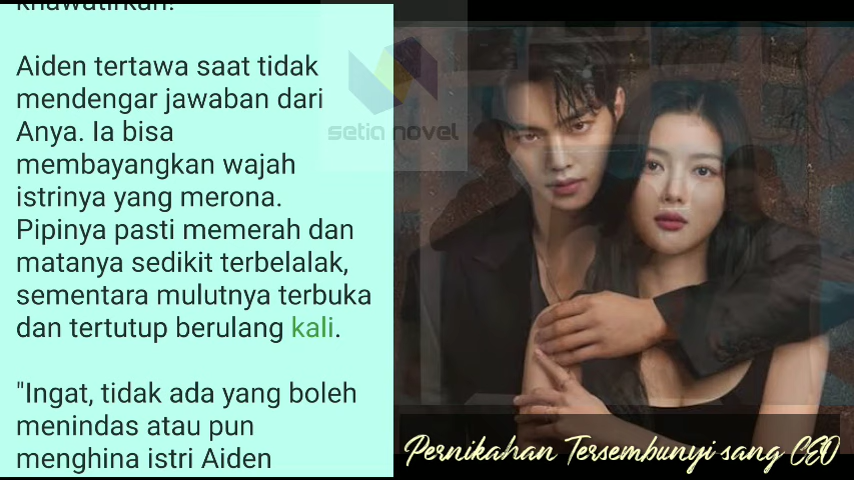 khawatirkan?
Aiden tertawa saat tidak
mendengar jawaban dari
Anya. Ia bisa
membayangkan wajah
istrinya yang merona.
Pipinya pasti memerah dan
matanya sedikit terbelalak,
sementara mulutnya terbuka
dan tertutup berulang kali.
"Ingat, tidak ada yang boleh
menindas atau pun
menghina istri Aiden
setia novel
Pernikahan Tersembunyi sang CEO